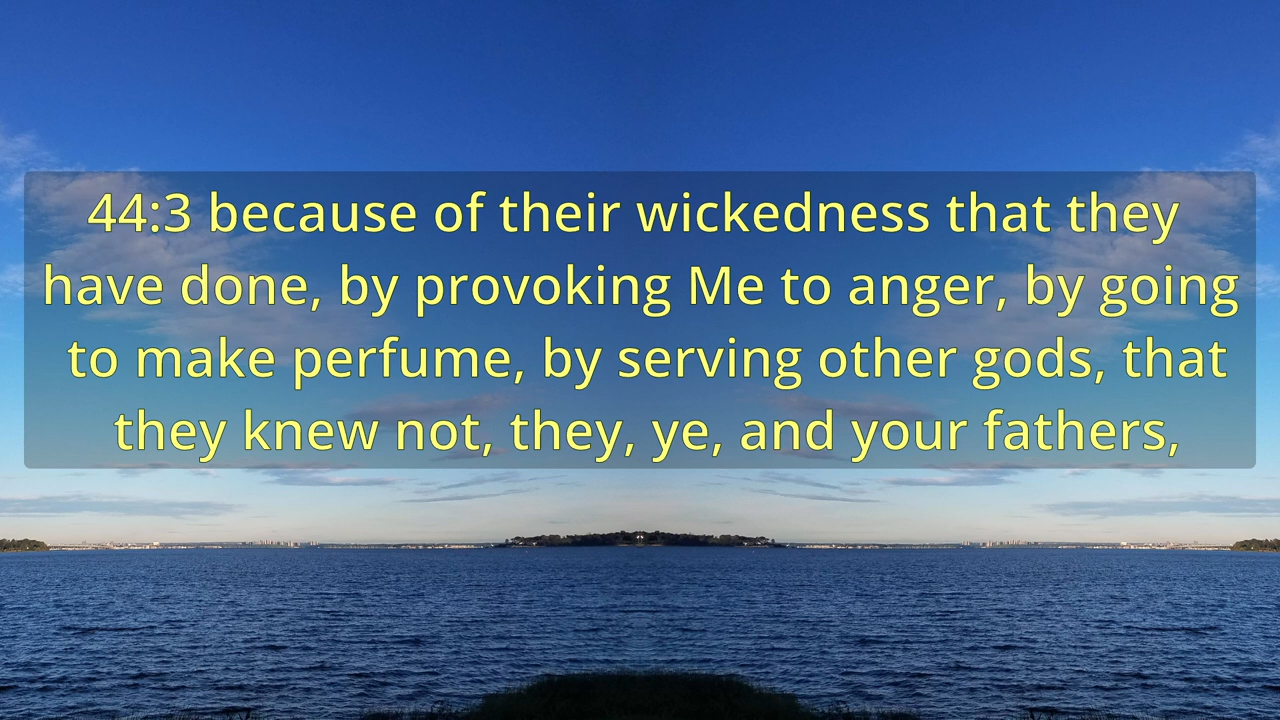 44:3 because of their wickedness that they
have done, by provoking Me to anger, by going
to make perfume, by serving other gods, that
they knew not, they, ye, and your fathers,